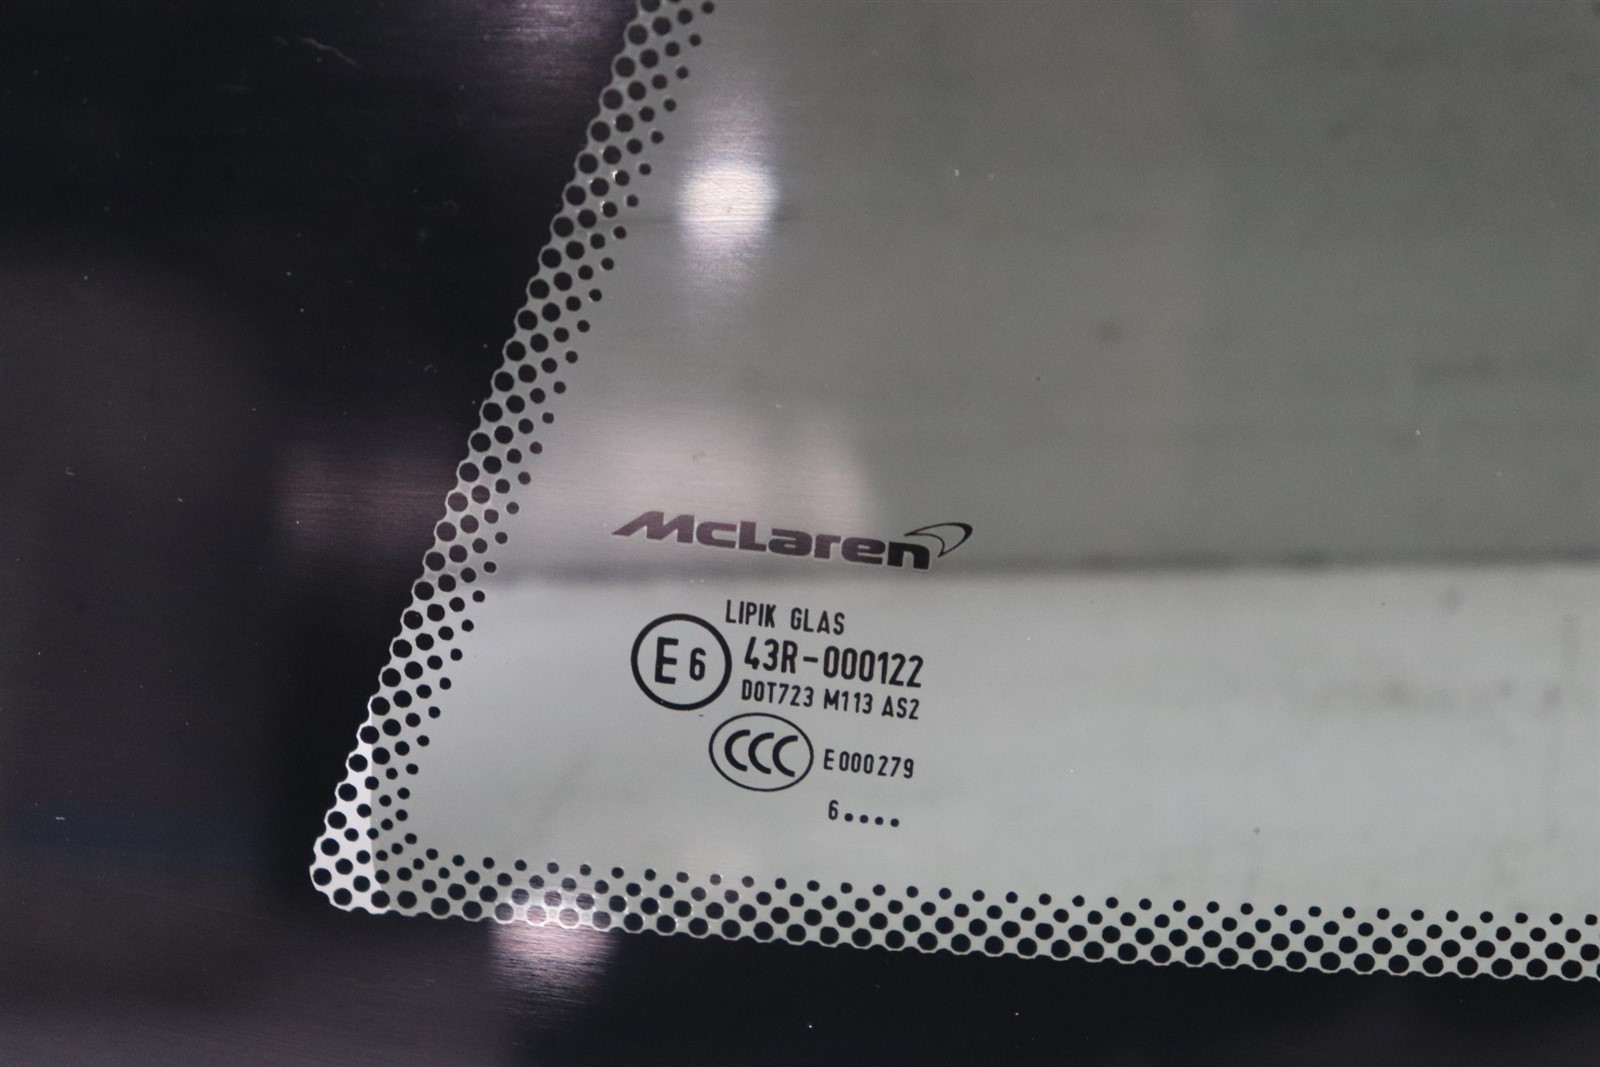 McLaren
LIPIK GLAS
E6 43R-000122
DOT723 M113 AS2
CCC E000279
6....